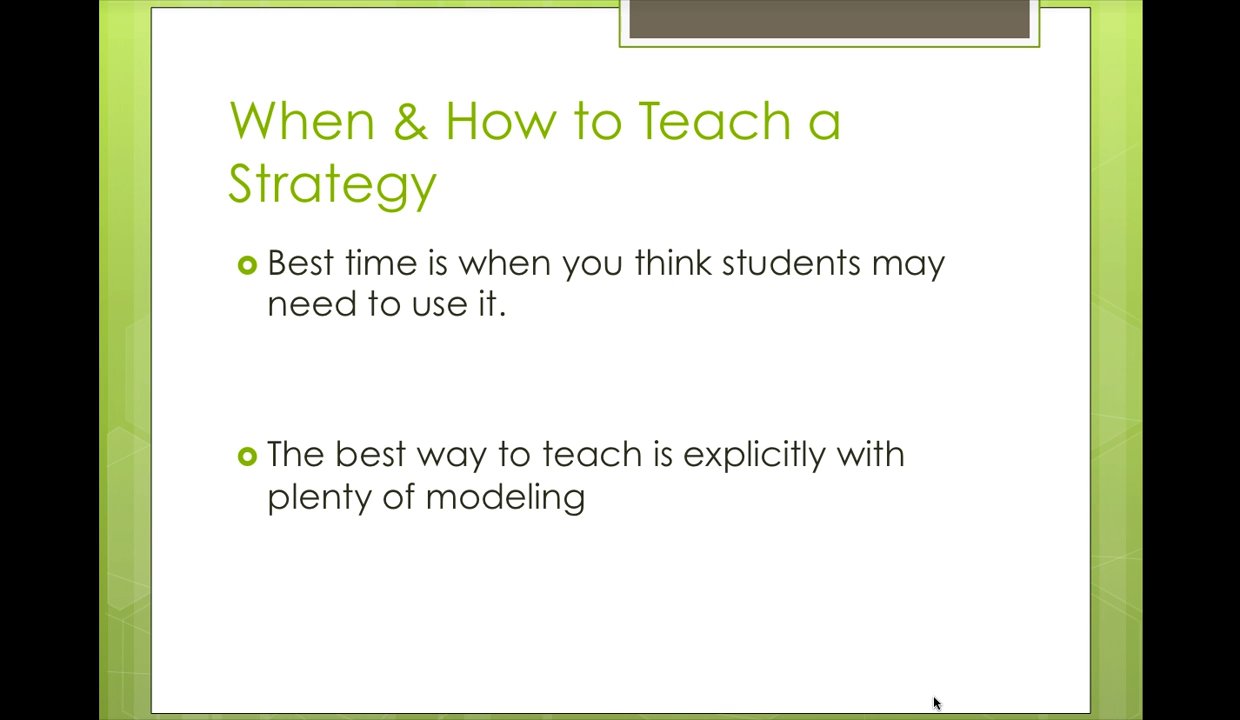 When & How to Teach a
Strategy
Best time is when you think students may
need to use it.
The best way to teach is explicitly with
plenty of modeling